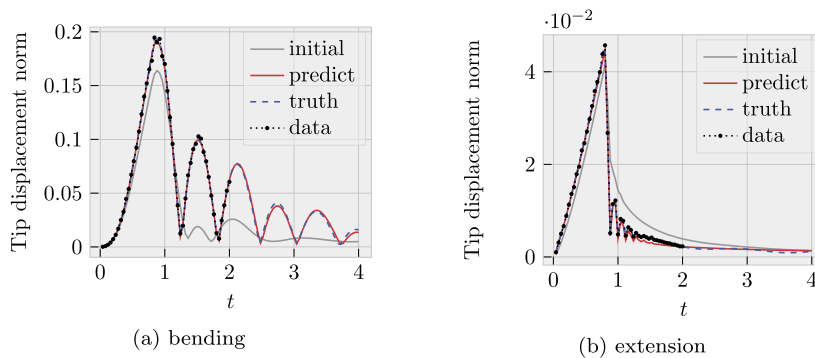 Tip displacement norm
0.2
0.15
0.1
0.05
0
0 1 2 3 4
t
initial
predict
truth
data
(a) bending
·10⁻²
Tip displacement norm
4
2
0
0 1 2 3 4
t
initial
predict
truth
data
(b) extension